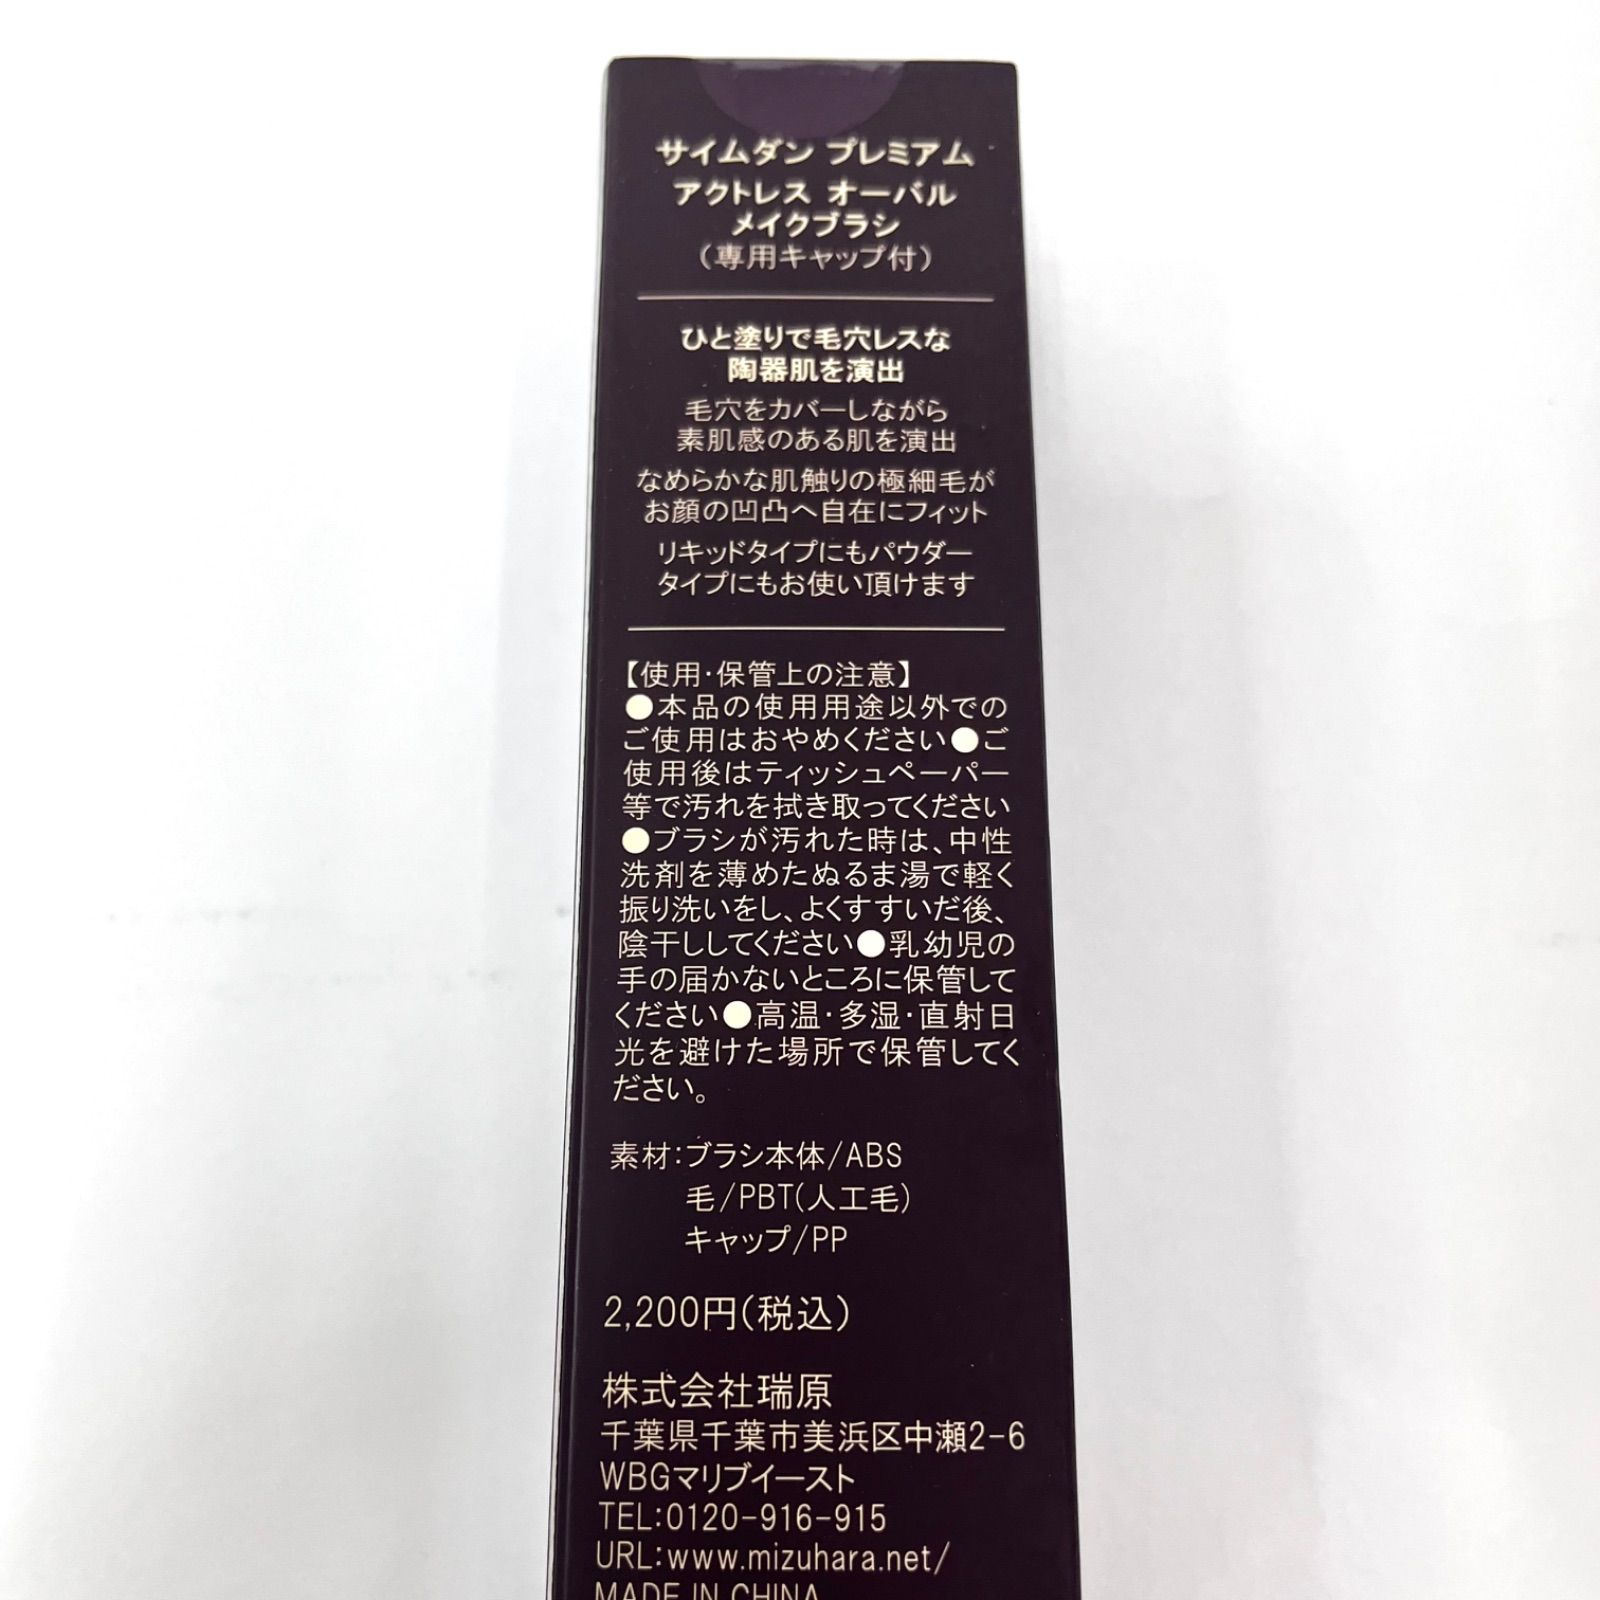 サイムダン プレミアム
アクトレス オーバル
メイクブラシ
（専用キャップ付）
ひと塗りで毛穴レスな
陶器肌を演出
毛穴をカバーしながら
素肌感のある肌を演出
なめらかな肌触りの極細毛が
お顔の凹凸へ自在にフィット
リキッドタイプにもパウダー
タイプにもお使い頂けます
【使用・保管上の注意】
●本品の使用用途以外での
ご使用はおやめください●ご
使用後はティッシュペーパー
等で汚れを拭き取ってください
●ブラシが汚れた時は、中性
洗剤を薄めたぬるま湯で軽く
振り洗いをし、よくすすいだ後、
陰干ししてください●乳幼児の
手の届かないところに保管して
ください●高温・多湿・直射日
光を避けた場所で保管してく
ださい。
素材：ブラシ本体/ABS
毛/PBT(人工毛)
キャップ/PP
2,200円(税込)
株式会社瑞原
千葉県千葉市美浜区中瀬2-6
WBGマリブイースト
TEL:0120-916-915
URL:www.mizuhara.net/
MADE IN CHINA